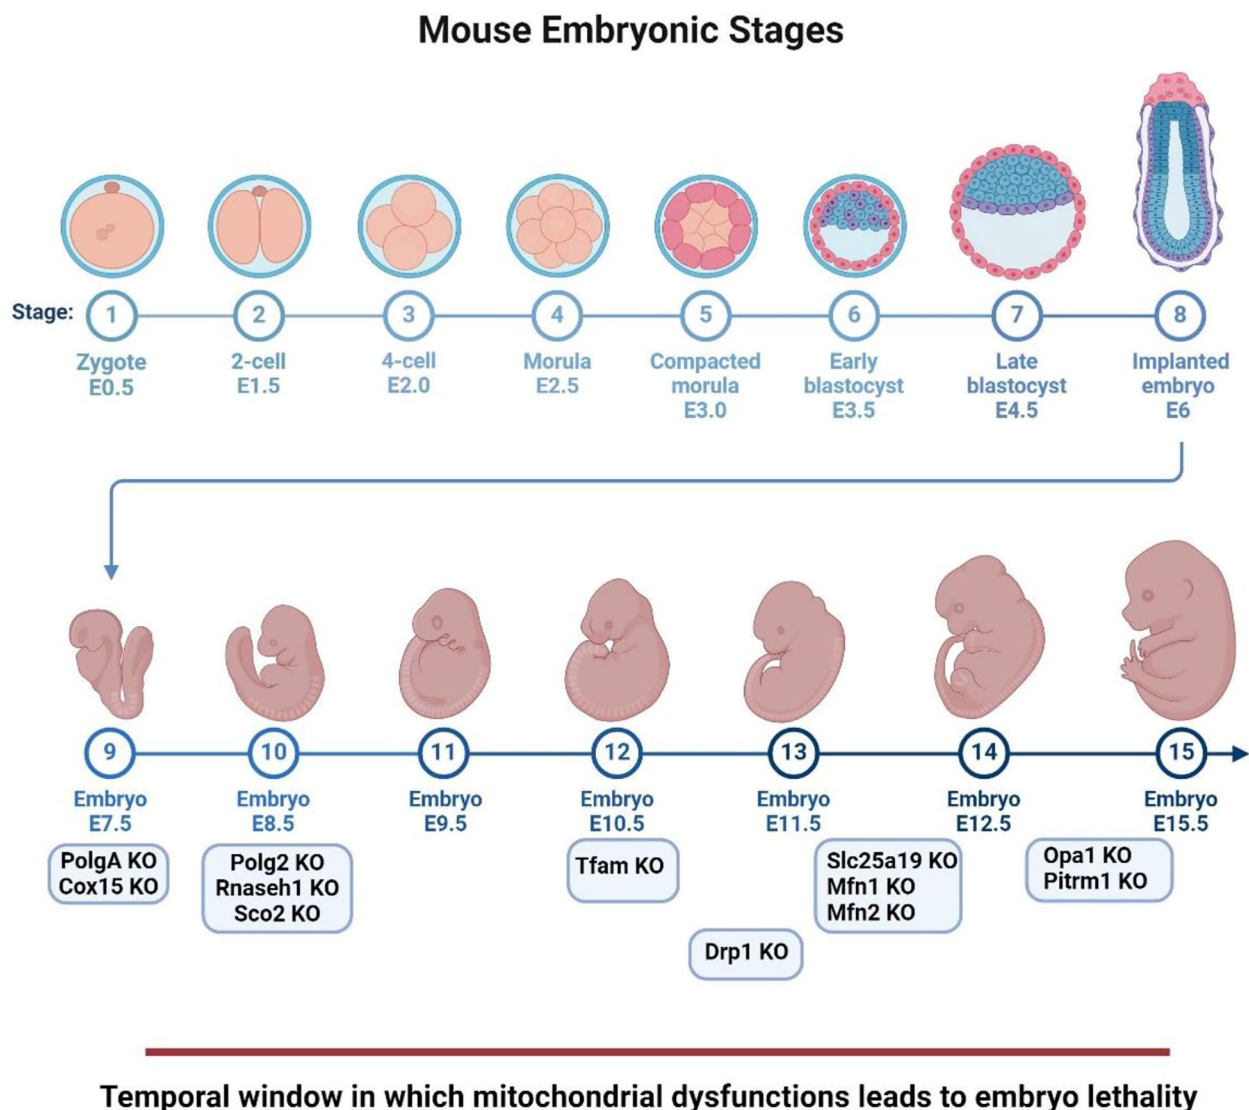 Mouse Embryonic Stages
Stage:
1
2
3
4
5
6
7
8
Zygote
E0.5
2-cell
E1.5
4-cell
E2.0
Morula
E2.5
Compacted
morula
E3.0
Early
blastocyst
E3.5
Late
blastocyst
E4.5
Implanted
embryo
E6
9
10
11
12
13
14
15
Embryo
E7.5
Embryo
E8.5
Embryo
E9.5
Embryo
E10.5
Embryo
E11.5
Embryo
E12.5
Embryo
E15.5
PolgA KO
Cox15 KO
Polg2 KO
Rnaseh1 KO
Sco2 KO
Tfam KO
Drp1 KO
Slc25a19 KO
Mfn1 KO
Mfn2 KO
Opa1 KO
Pitrm1 KO
Temporal window in which mitochondrial dysfunctions leads to embryo lethality